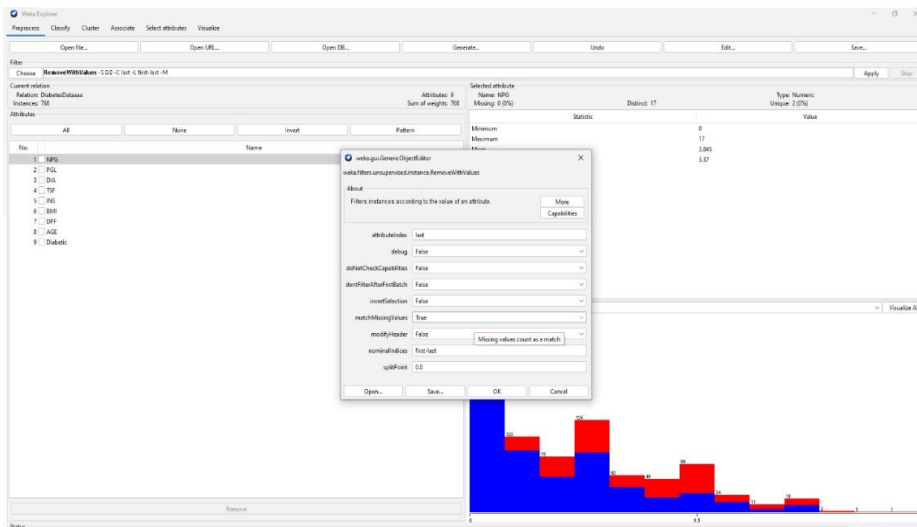 Weka Explorer
Preprocess Classify Cluster Associate Select attributes Visualize
Open file... Open URL... Open DB... Generate... Undo Edit... Save...
Filter
Choose RemoveWithValues -S 0.0 -C last -L first-last -M Apply Stop
Current relation
Relation: DiabetesDataaaa Attributes: 9
Instances: 768 Sum of weights: 768
Selected attribute
Name: NPG Type: Numeric
Missing: 0 (0%) Distinct: 17 Unique: 2 (0%)
Attributes
All None Invert Pattern
No. Name
1 NPG
2 PGL
3 DIA
4 TSF
5 INS
6 BMI
7 DPF
8 AGE
9 Diabetic
Remove
Status
Statistic Value
Minimum 0
Maximum 17
Mean 3.845
3.37
weka.gui.GenericObjectEditor
weka.filters.unsupervised.instance.RemoveWithValues
About
Filters instances according to the value of an attribute.
More
Capabilities
attributeIndex last
debug False
doNotCheckCapabilities False
dontFilterAfterFirstBatch False
invertSelection False
matchMissingValues True
modifyHeader False
Missing values count as a match
nominalIndices first-last
splitPoint 0.0
Open... Save... OK Cancel
Visualize Al
0 8.5